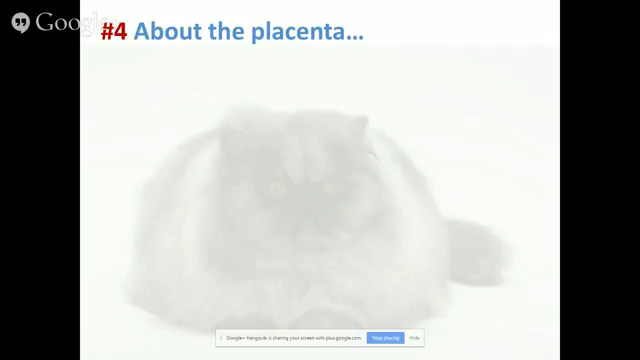 Google
#4 About the placenta...
Google+ Hangouts is sharing your screen with plus.google.com.
Stop sharing
Hide